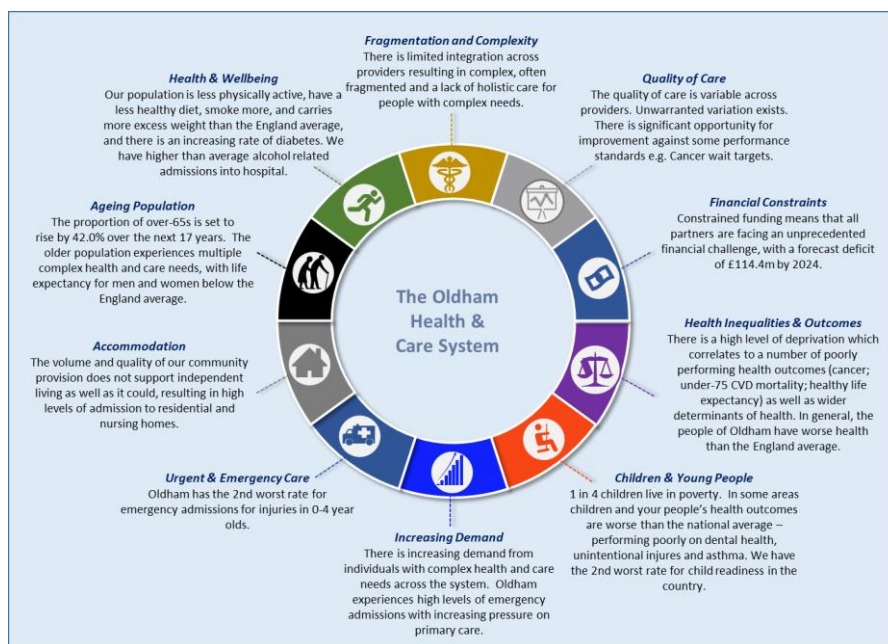 Fragmentation and Complexity
There is limited integration across
providers resulting in complex, often
fragmented and a lack of holistic care for
people with complex needs.
Quality of Care
The quality of care is variable across
providers. Unwarranted variation exists.
There is significant opportunity for
improvement against some performance
standards e.g. Cancer wait targets.
Financial Constraints
Constrained funding means that all
partners are facing an unprecedented
financial challenge, with a forecast deficit
of £114.4m by 2024.
Health Inequalities & Outcomes
There is a high level of deprivation which
correlates to a number of poorly
performing health outcomes (cancer;
under-75 CVD mortality; healthy life
expectancy) as well as wider
determinants of health. In general, the
people of Oldham have worse health
than the England average.
Children & Young People
1 in 4 children live in poverty. In some areas
children and your people's health outcomes
are worse than the national average –
performing poorly on dental health,
unintentional injures and asthma. We have
the 2nd worst rate for child readiness in the
country.
Increasing Demand
There is increasing demand from
individuals with complex health and care
needs across the system. Oldham
experiences high levels of emergency
admissions with increasing pressure on
primary care.
Urgent & Emergency Care
Oldham has the 2nd worst rate for
emergency admissions for injuries in 0-4 year
olds.
Accommodation
The volume and quality of our community
provision does not support independent
living as well as it could, resulting in high
levels of admission to residential and
nursing homes.
Ageing Population
The proportion of over-65s is set to
rise by 42.0% over the next 17 years. The
older population experiences multiple
complex health and care needs, with life
expectancy for men and women below the
England average.
Health & Wellbeing
Our population is less physically active, have a
less healthy diet, smoke more, and carries
more excess weight than the England average,
and there is an increasing rate of diabetes. We
have higher than average alcohol related
admissions into hospital.
The Oldham
Health &
Care System